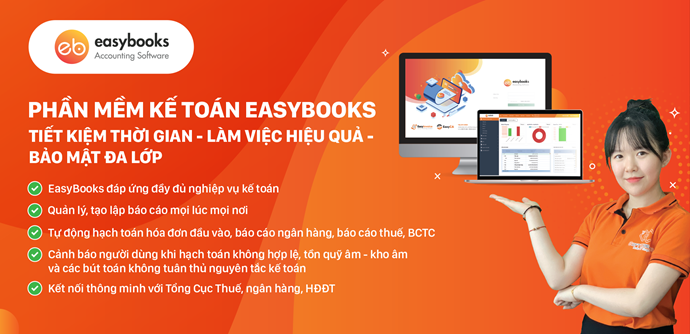 eb easybooks
Accounting Software
PHẦN MỀM KẾ TOÁN EASYBOOKS
TIẾT KIỆM THỜI GIAN - LÀM VIỆC HIỆU QUẢ -
BẢO MẬT ĐA LỚP
EasyBooks đáp ứng đầy đủ nghiệp vụ kế toán
Quản lý, tạo lập báo cáo mọi lúc mọi nơi
Tự động hạch toán hóa đơn đầu vào, báo cáo ngân hàng, báo cáo thuế, BCTC
Cảnh báo người dùng khi hạch toán không hợp lệ, tồn quỹ âm - kho âm
và các bút toán không tuân thủ nguyên tắc kế toán
Kết nối thông minh với Tổng Cục Thuế, ngân hàng, HĐĐT
easybooks